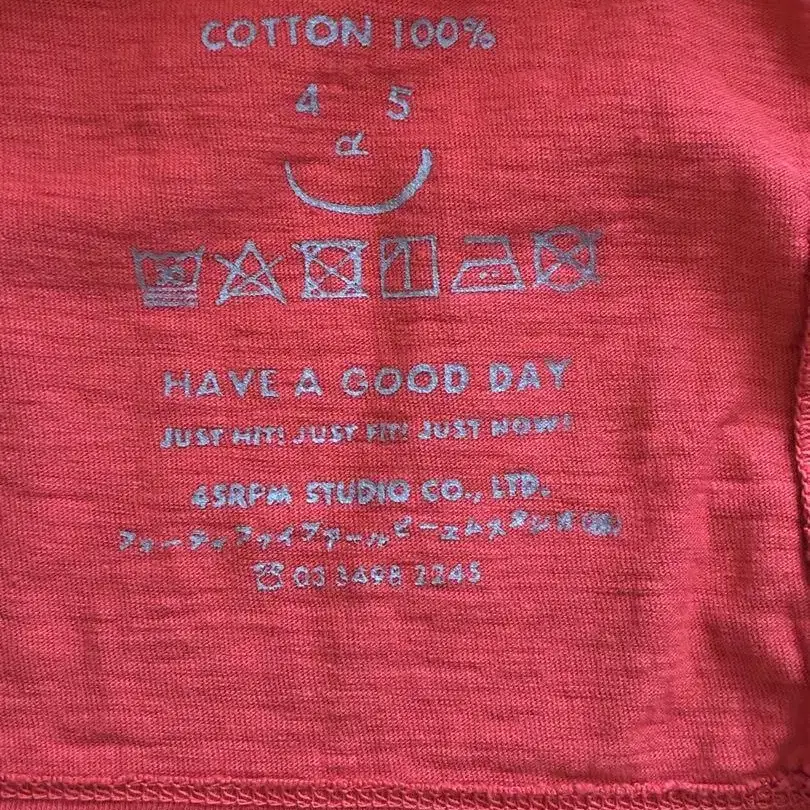 COTTON 100%
4 5
R
HAVE A GOOD DAY
JUST HIT! JUST FIT! JUST NOW!
45RPM STUDIO CO., LTD.
フォーティファイブアールピーエムスタジオ㈱
☎ 03 3498 2245